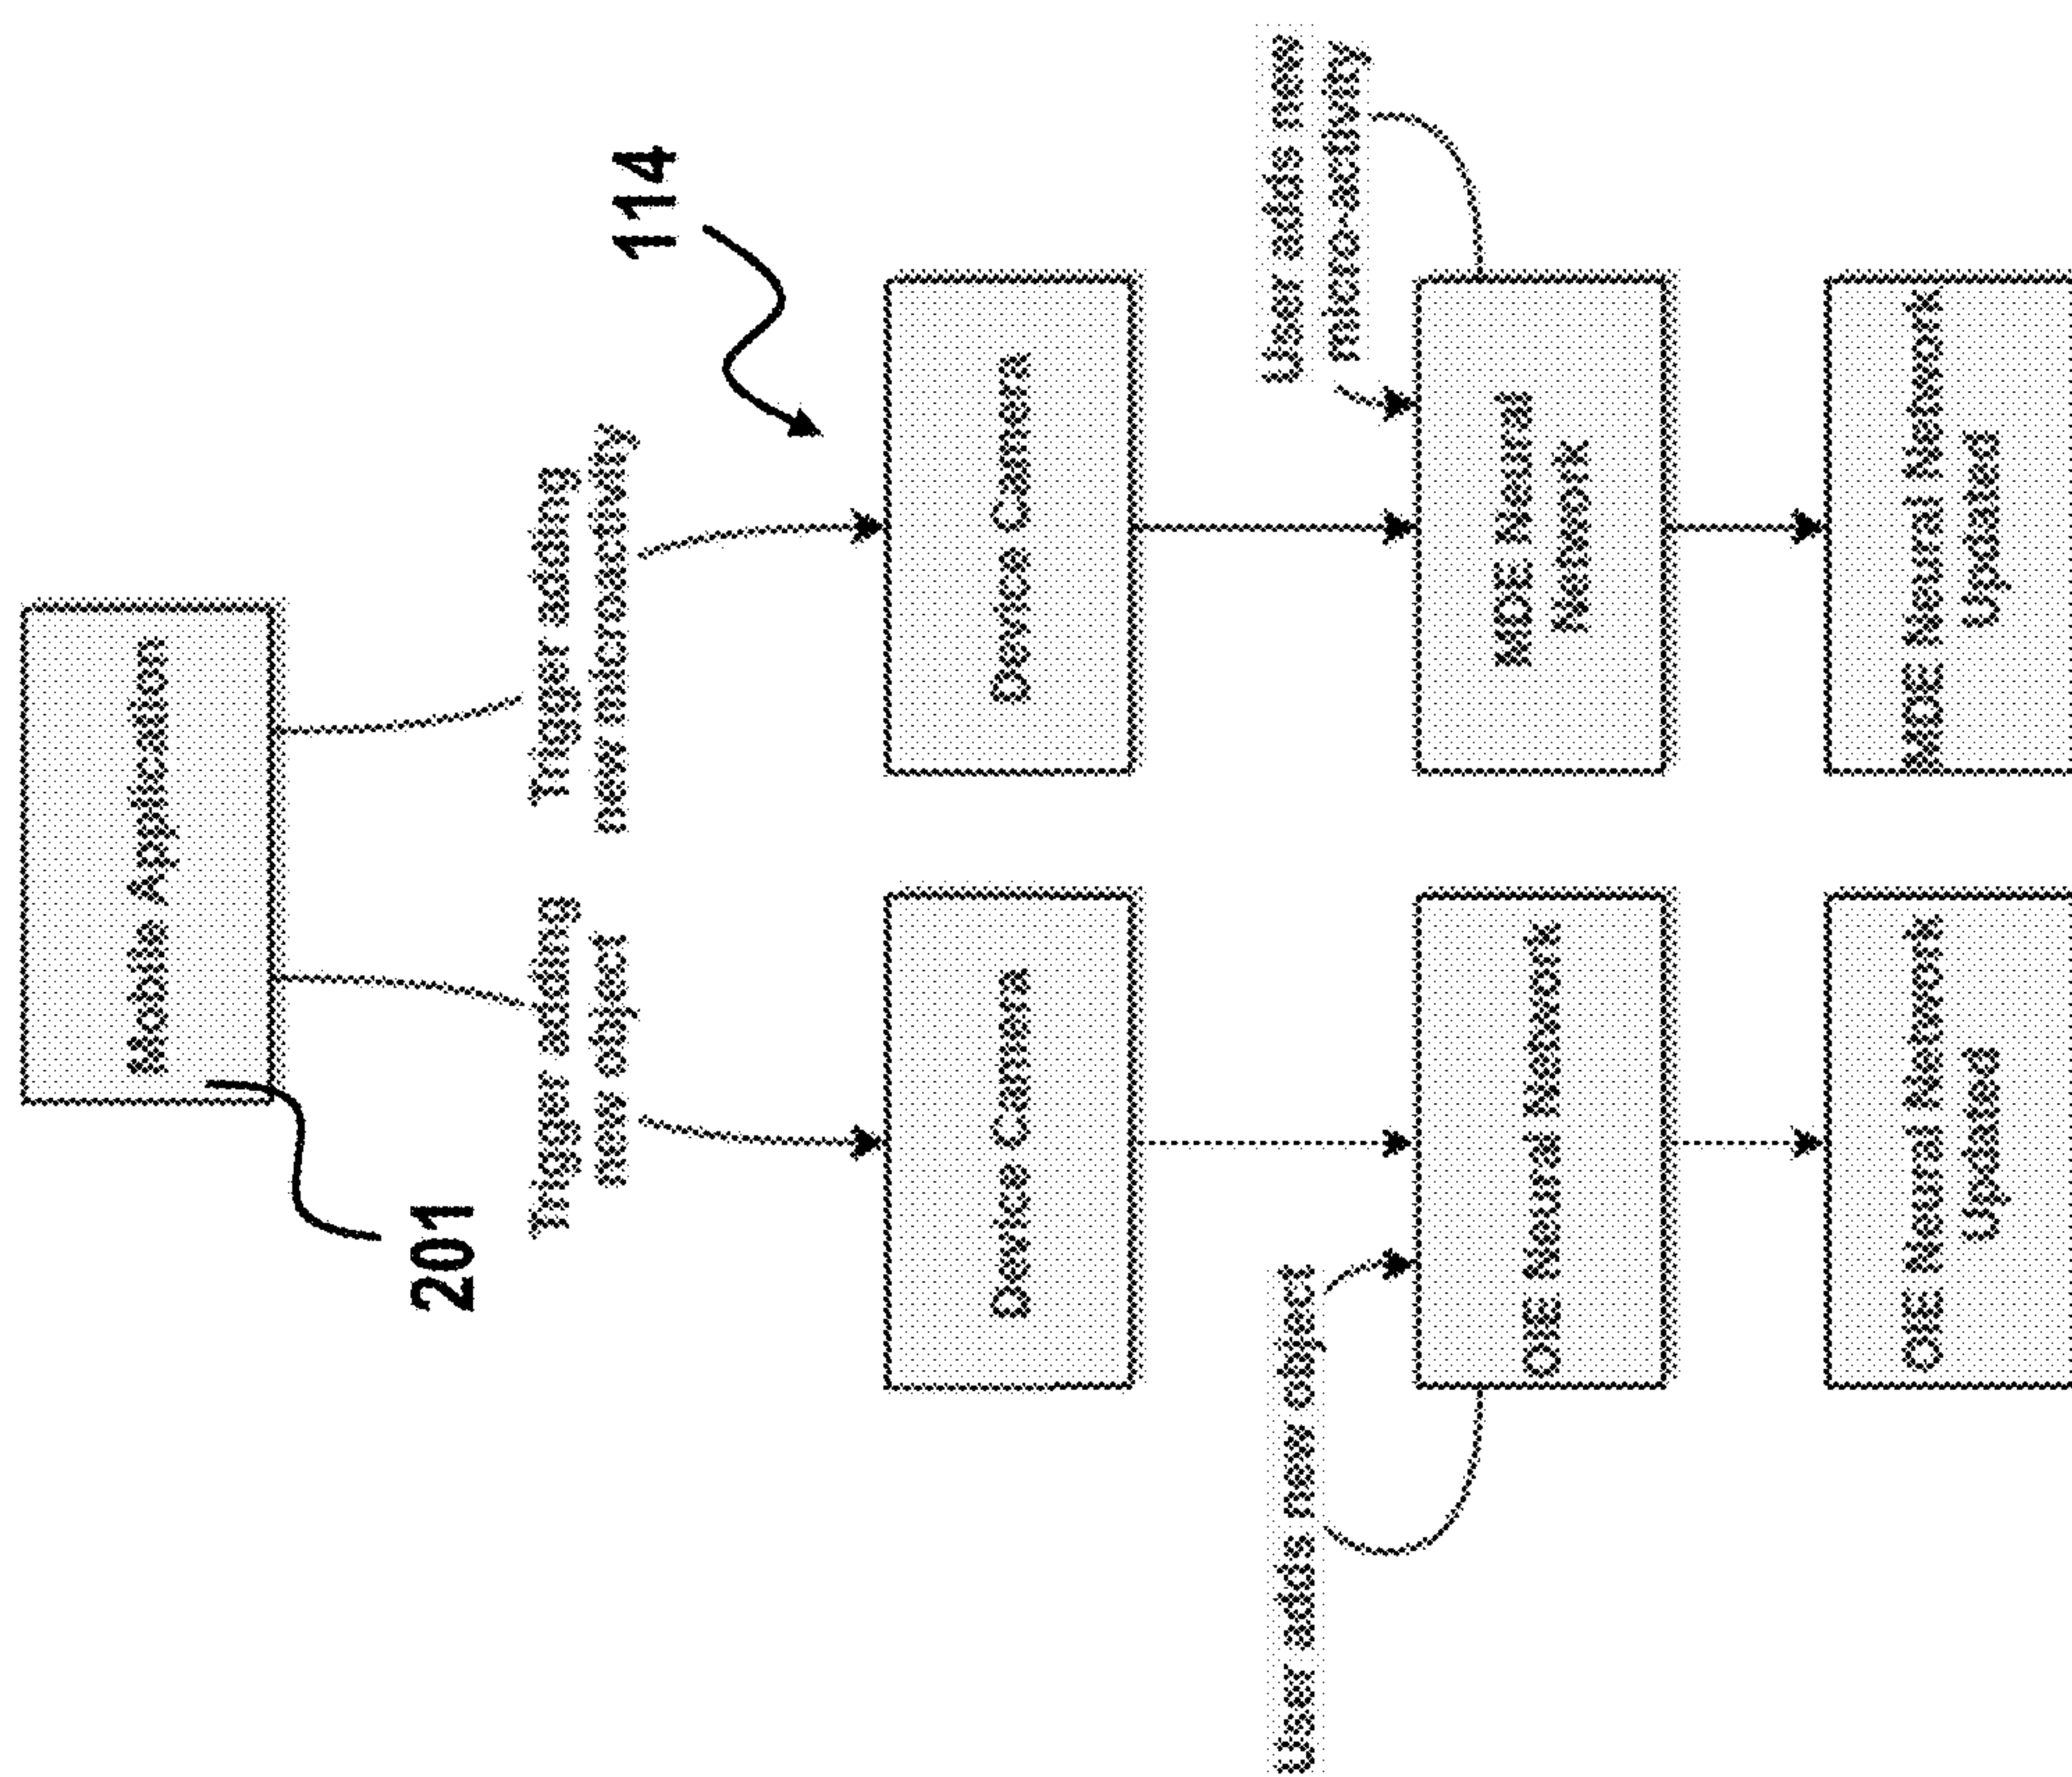 Mobile Application
201
Trigger adding
new object
Trigger adding
new microactivity
114
Device Camera
Device Camera
User adds new object
User adds new
micro-activity
OIE Neural Network
MDE Neural
Network
OIE Neural Network
Updated
MDE Neural Network
Updated